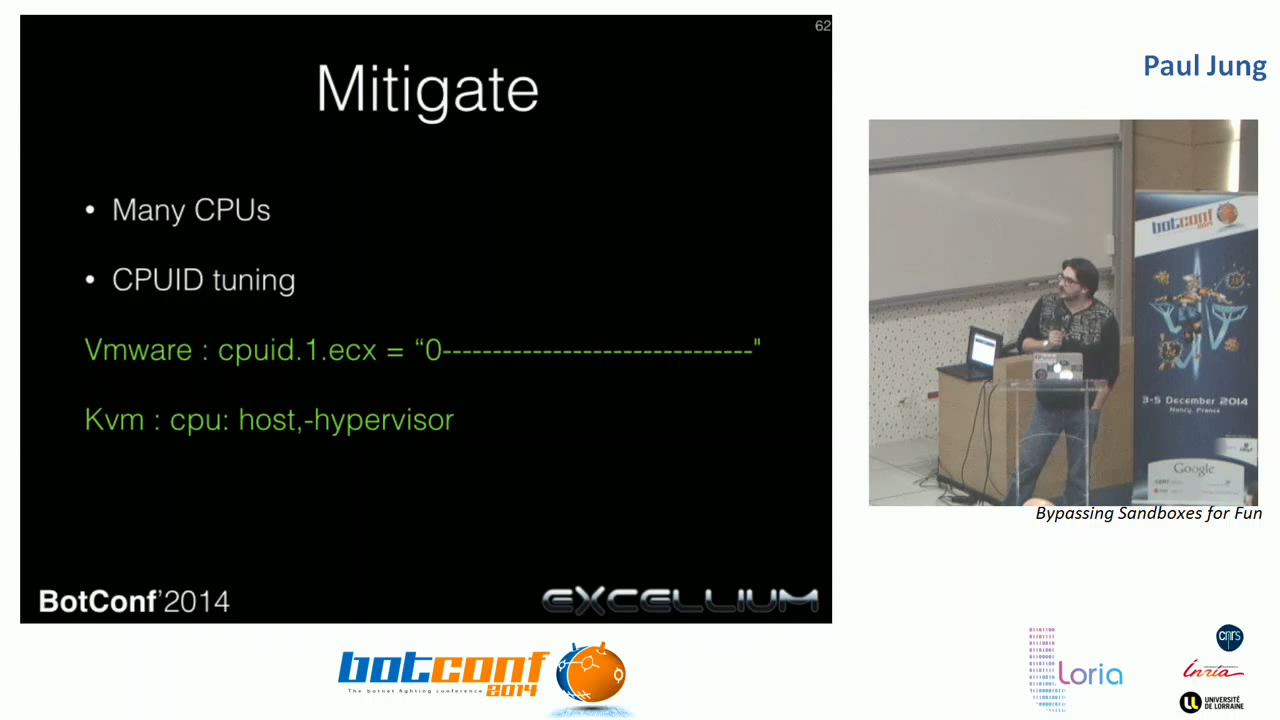 62
Mitigate
• Many CPUs
• CPUID tuning
Vmware : cpuid.1.ecx = “0-------------------------------"
Kvm : cpu: host,-hypervisor
BotConf’2014
EXCELLIUM
Paul Jung
botconf
2014
3-5 December 2014
Nancy, France
Google
Bypassing Sandboxes for Fun
botconf
The botnet fighting conference 2014
Loria
cnrs
Inria
UNIVERSITÉ
DE LORRAINE